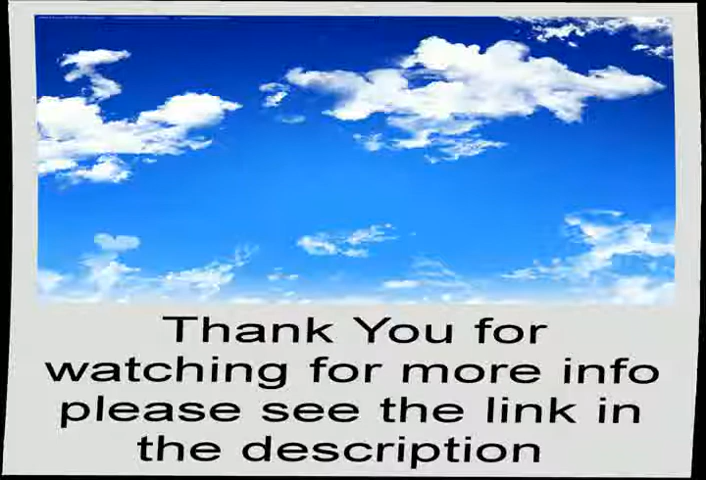 Thank You for
watching for more info
please see the link in
the description